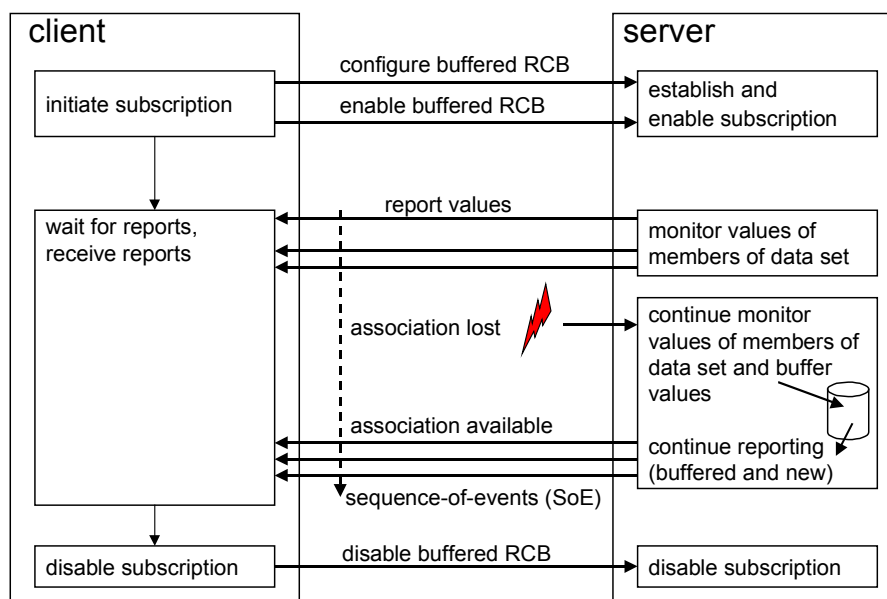 client
server
configure buffered RCB
initiate subscription
enable buffered RCB
establish and
enable subscription
report values
wait for reports,
receive reports
monitor values of
members of data set
association lost
continue monitor
values of members of
data set and buffer
values
association available
continue reporting
(buffered and new)
sequence-of-events (SoE)
disable subscription
disable buffered RCB
disable subscription